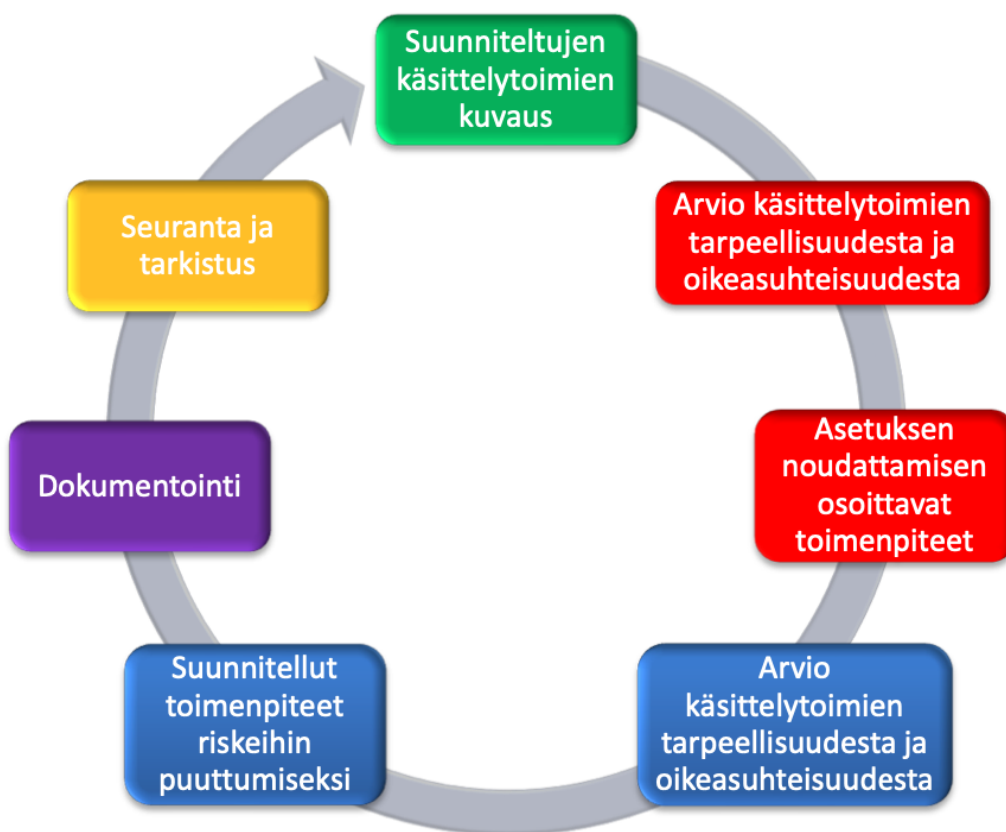 Suunniteltujen
käsittelytoimien
kuvaus
Arvio käsittelytoimien
tarpeellisuudesta ja
oikeasuhteisuudesta
Asetuksen
noudattamisen
osoittavat
toimenpiteet
Arvio
käsittelytoimien
tarpeellisuudesta ja
oikeasuhteisuudesta
Suunnitellut
toimenpiteet
riskeihin
puuttumiseksi
Dokumentointi
Seuranta ja
tarkistus